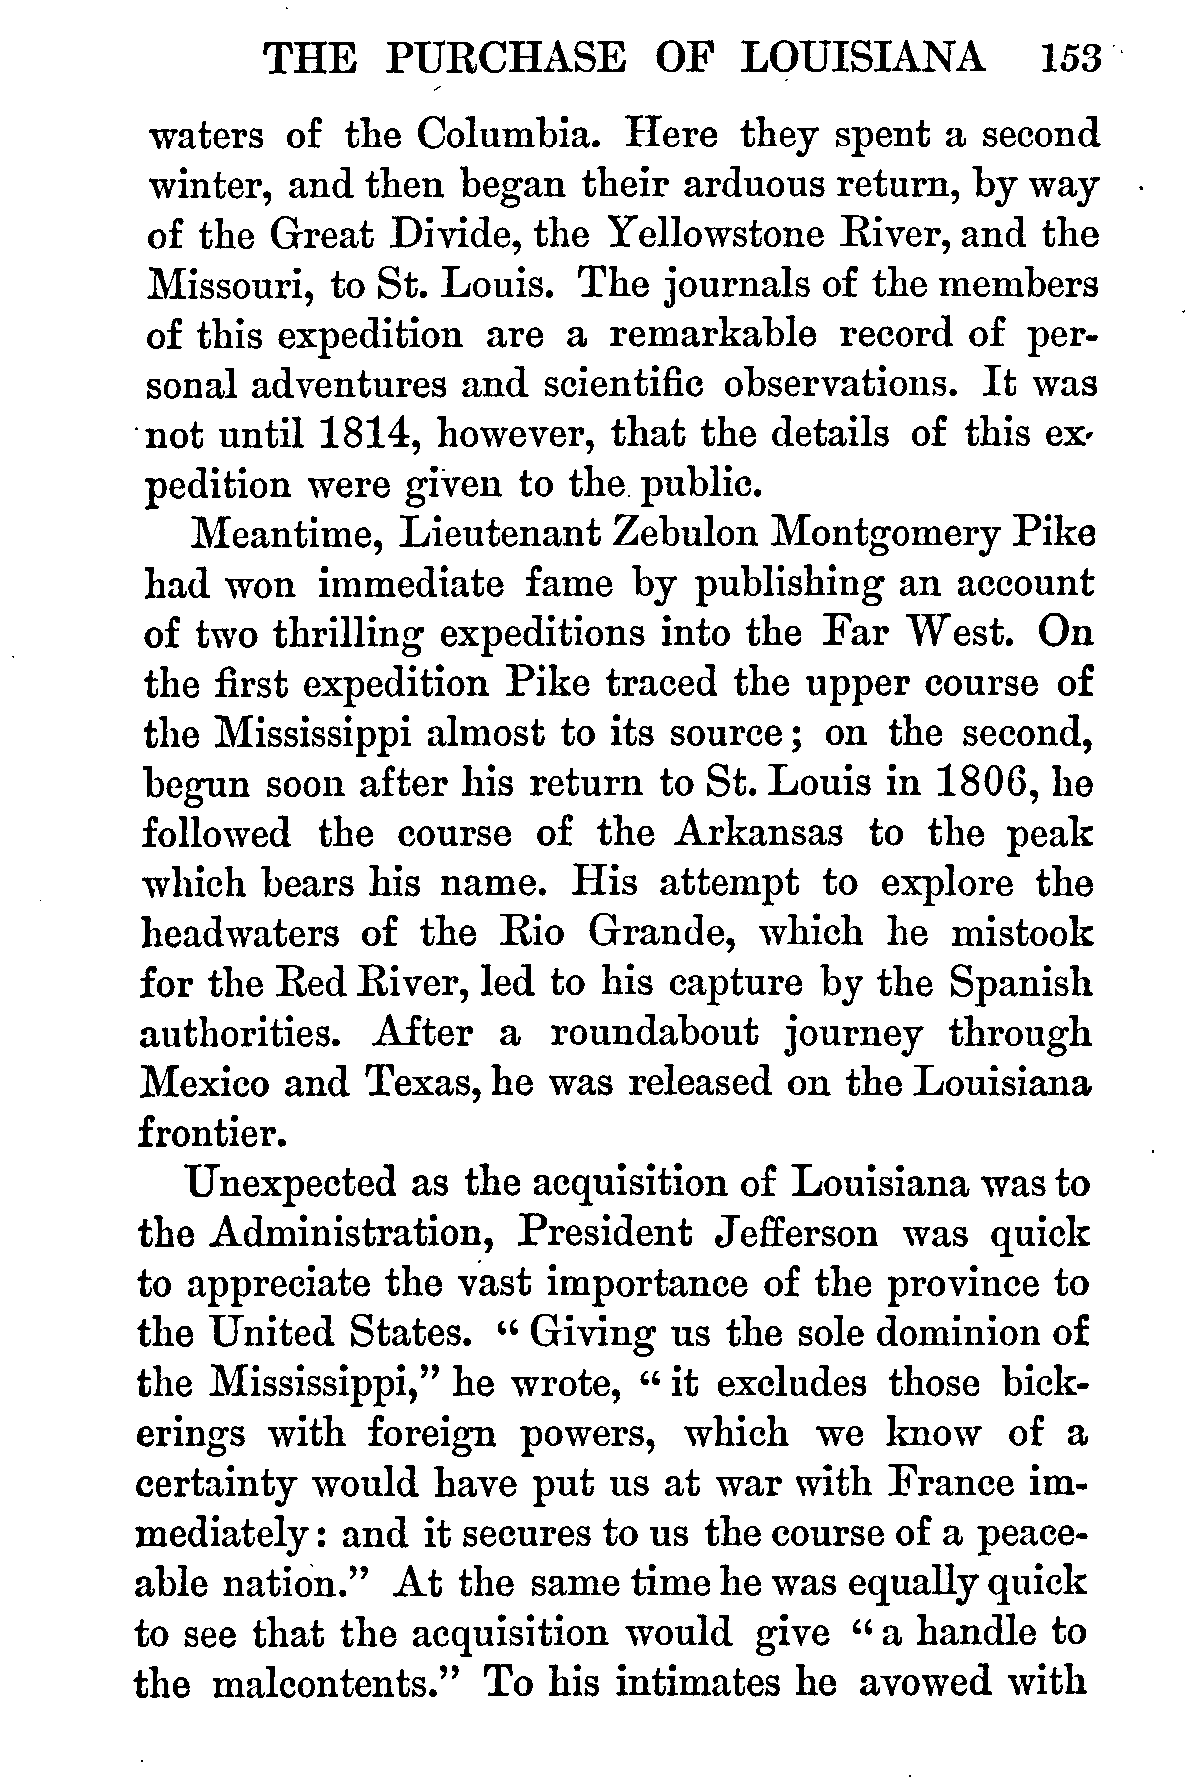 THE PURCHASE OF LOUISIANA 153
waters of the Columbia. Here they spent a second
winter, and then began their arduous return, by way
of the Great Divide, the Yellowstone River, and the
Missouri, to St. Louis. The journals of the members
of this expedition are a remarkable record of per-
sonal adventures and scientific observations. It was
not until 1814, however, that the details of this ex-
pedition were given to the public.
Meantime, Lieutenant Zebulon Montgomery Pike
had won immediate fame by publishing an account
of two thrilling expeditions into the Far West. On
the first expedition Pike traced the upper course of
the Mississippi almost to its source; on the second,
begun soon after his return to St. Louis in 1806, he
followed the course of the Arkansas to the peak
which bears his name. His attempt to explore the
headwaters of the Rio Grande, which he mistook
for the Red River, led to his capture by the Spanish
authorities. After a roundabout journey through
Mexico and Texas, he was released on the Louisiana
frontier.
Unexpected as the acquisition of Louisiana was to
the Administration, President Jefferson was quick
to appreciate the vast importance of the province to
the United States. “ Giving us the sole dominion of
the Mississippi,” he wrote, “ it excludes those bick-
erings with foreign powers, which we know of a
certainty would have put us at war with France im-
mediately: and it secures to us the course of a peace-
able nation.” At the same time he was equally quick
to see that the acquisition would give “ a handle to
the malcontents.” To his intimates he avowed with